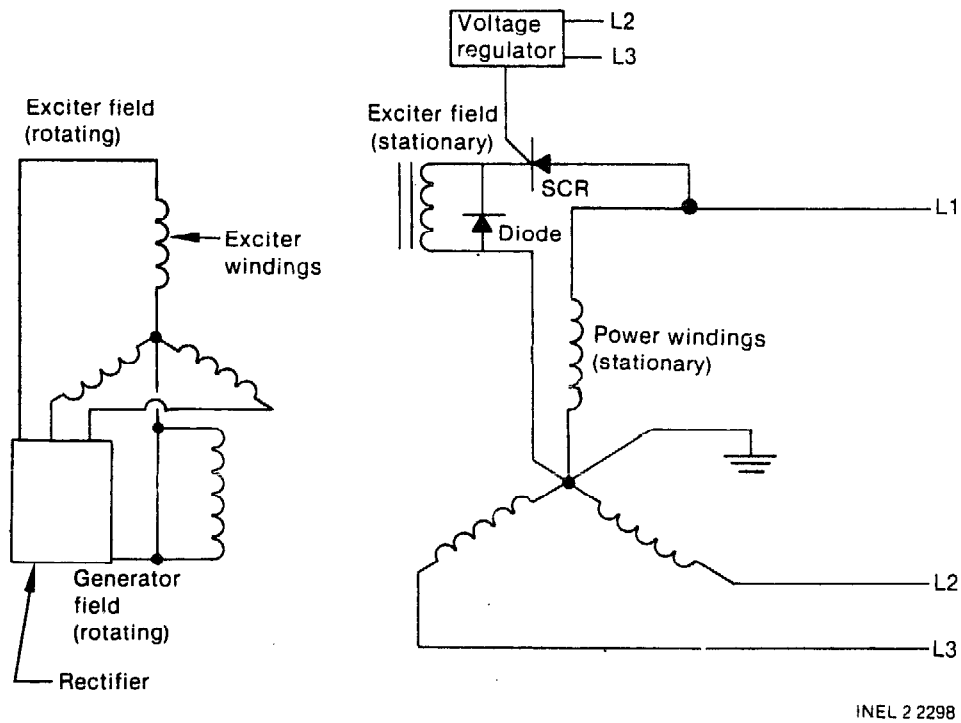 Voltage
regulator
L2
L3
Exciter field
(rotating)
Exciter field
(stationary)
SCR
L1
Diode
Exciter
windings
Power windings
(stationary)
Generator
field
(rotating)
L2
L3
Rectifier
INEL 2 2298